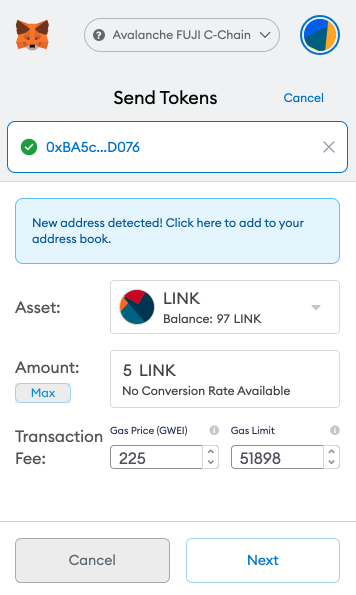 Avalanche FUJI C-Chain
Send Tokens
Cancel
0xBA5c...D076
New address detected! Click here to add to your
address book.
Asset:
LINK
Balance: 97 LINK
Amount:
Max
5 LINK
No Conversion Rate Available
Transaction
Fee:
Gas Price (GWEI)
Gas Limit
225
51898
Cancel
Next